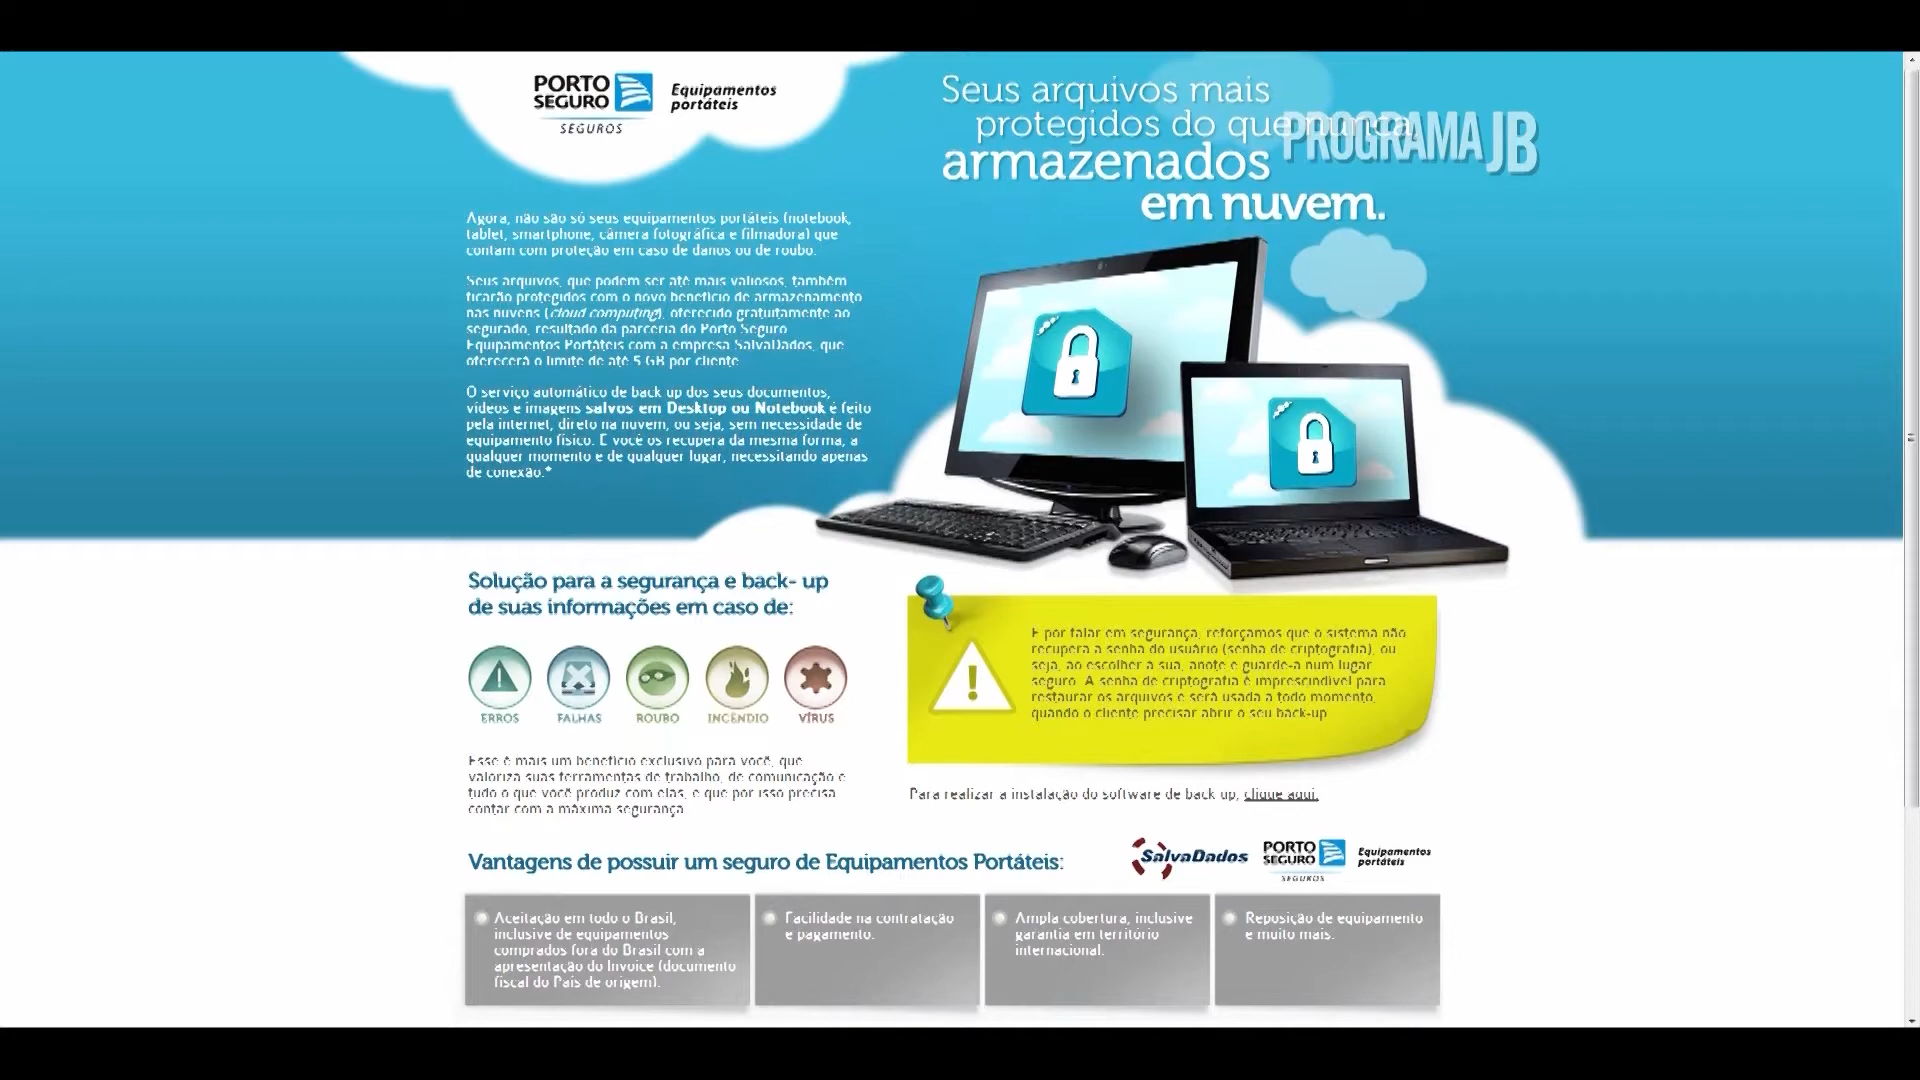 PORTO
SEGURO
SEGUROS
Equipamentos
portáteis
Seus arquivos mais
protegidos do que nunca,
armazenados
em nuvem.
PROGRAMA JB
Agora, não são só seus equipamentos portáteis (notebook,
tablet, smartphone, câmera fotográfica e filmadora) que
contam com proteção em caso de danos ou de roubo.
Seus arquivos, que podem ser até mais valiosos, também
ficarão protegidos com o novo benefício de armazenamento
nas nuvens (cloud computing), oferecido gratuitamente ao
segurado, resultado da parceria do Porto Seguro
Equipamentos Portáteis com a empresa SalvaDados, que
oferecerá o limite de até 5 GB por cliente
O serviço automático de back up dos seus documentos,
vídeos e imagens salvos em Desktop ou Notebook é feito
pela internet, direto na nuvem, ou seja, sem necessidade de
equipamento físico. E você os recupera da mesma forma, a
qualquer momento e de qualquer lugar, necessitando apenas
de conexão.*
Solução para a segurança e back- up
de suas informações em caso de:
ERROS
FALHAS
ROUBO
INCÊNDIO
VÍRUS
Esse é mais um benefício exclusivo para você, que
valoriza suas ferramentas de trabalho, de comunicação e
tudo o que você produz com elas, e que por isso precisa
contar com a máxima segurança
E por falar em segurança, reforçamos que o sistema não
recupera a senha do usuário (senha de criptografia), ou
seja, ao escolher a sua, anote e guarde-a num lugar
seguro. A senha de criptografia é imprescindível para
restaurar os arquivos e será usada a todo momento,
quando o cliente precisar abrir o seu back-up
Para realizar a instalação do software de back up, clique aqui.
Vantagens de possuir um seguro de Equipamentos Portáteis:
SalvaDados
PORTO
SEGURO
SEGUROS
Equipamentos
portáteis
Aceitação em todo o Brasil,
inclusive de equipamentos
comprados fora do Brasil com a
apresentação do Invoice (documento
fiscal do País de origem).
Facilidade na contratação
e pagamento.
Ampla cobertura, inclusive
garantia em território
internacional.
Reposição de equipamento
e muito mais.